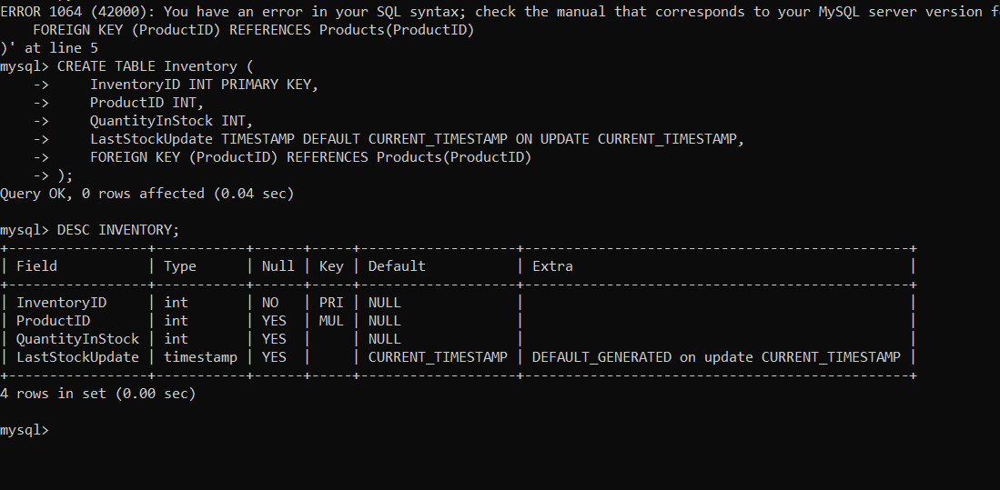 ERROR 1064 (42000): You have an error in your SQL syntax; check the manual that corresponds to your MySQL server version
    FOREIGN KEY (ProductID) REFERENCES Products(ProductID)
)' at line 5
mysql> CREATE TABLE Inventory (
    ->     InventoryID INT PRIMARY KEY,
    ->     ProductID INT,
    ->     QuantityInStock INT,
    ->     LastStockUpdate TIMESTAMP DEFAULT CURRENT_TIMESTAMP ON UPDATE CURRENT_TIMESTAMP,
    ->     FOREIGN KEY (ProductID) REFERENCES Products(ProductID)
    -> );
Query OK, 0 rows affected (0.04 sec)

mysql> DESC INVENTORY;
+-----------------+-----------+------+-----+-------------------+-----------------------------------------------+
| Field           | Type      | Null | Key | Default           | Extra                                         |
+-----------------+-----------+------+-----+-------------------+-----------------------------------------------+
| InventoryID     | int       | NO   | PRI | NULL              |                                               |
| ProductID       | int       | YES  | MUL | NULL              |                                               |
| QuantityInStock | int       | YES  |     | NULL              |                                               |
| LastStockUpdate | timestamp | YES  |     | CURRENT_TIMESTAMP | DEFAULT_GENERATED on update CURRENT_TIMESTAMP |
+-----------------+-----------+------+-----+-------------------+-----------------------------------------------+
4 rows in set (0.00 sec)

mysql>